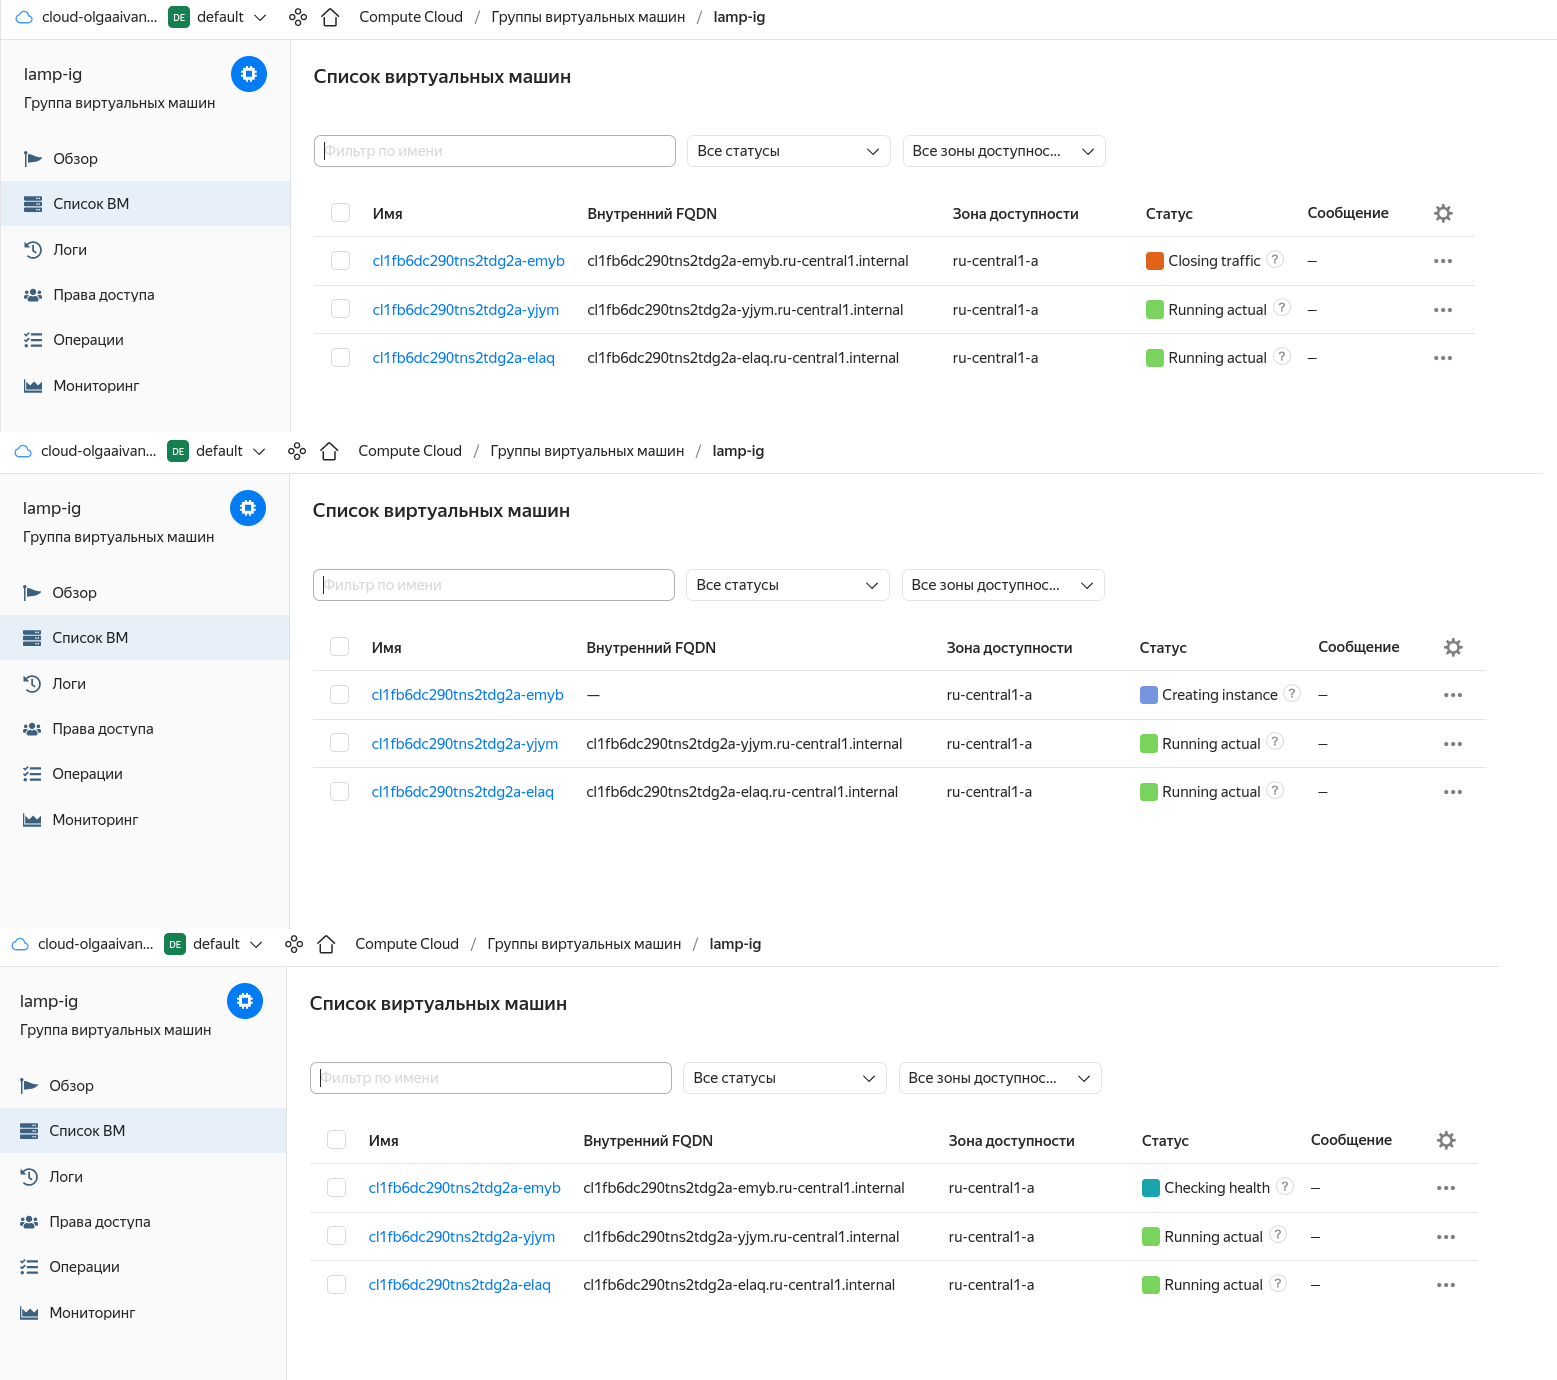 cloud-olgaaivan... DE default Compute Cloud / Группы виртуальных машин / lamp-ig
lamp-ig
Группа виртуальных машин
Обзор
Список ВМ
Логи
Права доступа
Операции
Мониторинг
Список виртуальных машин
Фильтр по имени Все статусы Все зоны доступнос...
Имя Внутренний FQDN Зона доступности Статус Сообщение
cl1fb6dc290tns2tdg2a-emyb cl1fb6dc290tns2tdg2a-emyb.ru-central1.internal ru-central1-a Closing traffic ? —
cl1fb6dc290tns2tdg2a-yjym cl1fb6dc290tns2tdg2a-yjym.ru-central1.internal ru-central1-a Running actual ? —
cl1fb6dc290tns2tdg2a-elaq cl1fb6dc290tns2tdg2a-elaq.ru-central1.internal ru-central1-a Running actual ? —
cloud-olgaaivan... DE default Compute Cloud / Группы виртуальных машин / lamp-ig
lamp-ig
Группа виртуальных машин
Обзор
Список ВМ
Логи
Права доступа
Операции
Мониторинг
Список виртуальных машин
Фильтр по имени Все статусы Все зоны доступнос...
Имя Внутренний FQDN Зона доступности Статус Сообщение
cl1fb6dc290tns2tdg2a-emyb — ru-central1-a Creating instance ? —
cl1fb6dc290tns2tdg2a-yjym cl1fb6dc290tns2tdg2a-yjym.ru-central1.internal ru-central1-a Running actual ? —
cl1fb6dc290tns2tdg2a-elaq cl1fb6dc290tns2tdg2a-elaq.ru-central1.internal ru-central1-a Running actual ? —
cloud-olgaaivan... DE default Compute Cloud / Группы виртуальных машин / lamp-ig
lamp-ig
Группа виртуальных машин
Обзор
Список ВМ
Логи
Права доступа
Операции
Мониторинг
Список виртуальных машин
Фильтр по имени Все статусы Все зоны доступнос...
Имя Внутренний FQDN Зона доступности Статус Сообщение
cl1fb6dc290tns2tdg2a-emyb cl1fb6dc290tns2tdg2a-emyb.ru-central1.internal ru-central1-a Checking health ? —
cl1fb6dc290tns2tdg2a-yjym cl1fb6dc290tns2tdg2a-yjym.ru-central1.internal ru-central1-a Running actual ? —
cl1fb6dc290tns2tdg2a-elaq cl1fb6dc290tns2tdg2a-elaq.ru-central1.internal ru-central1-a Running actual ? —